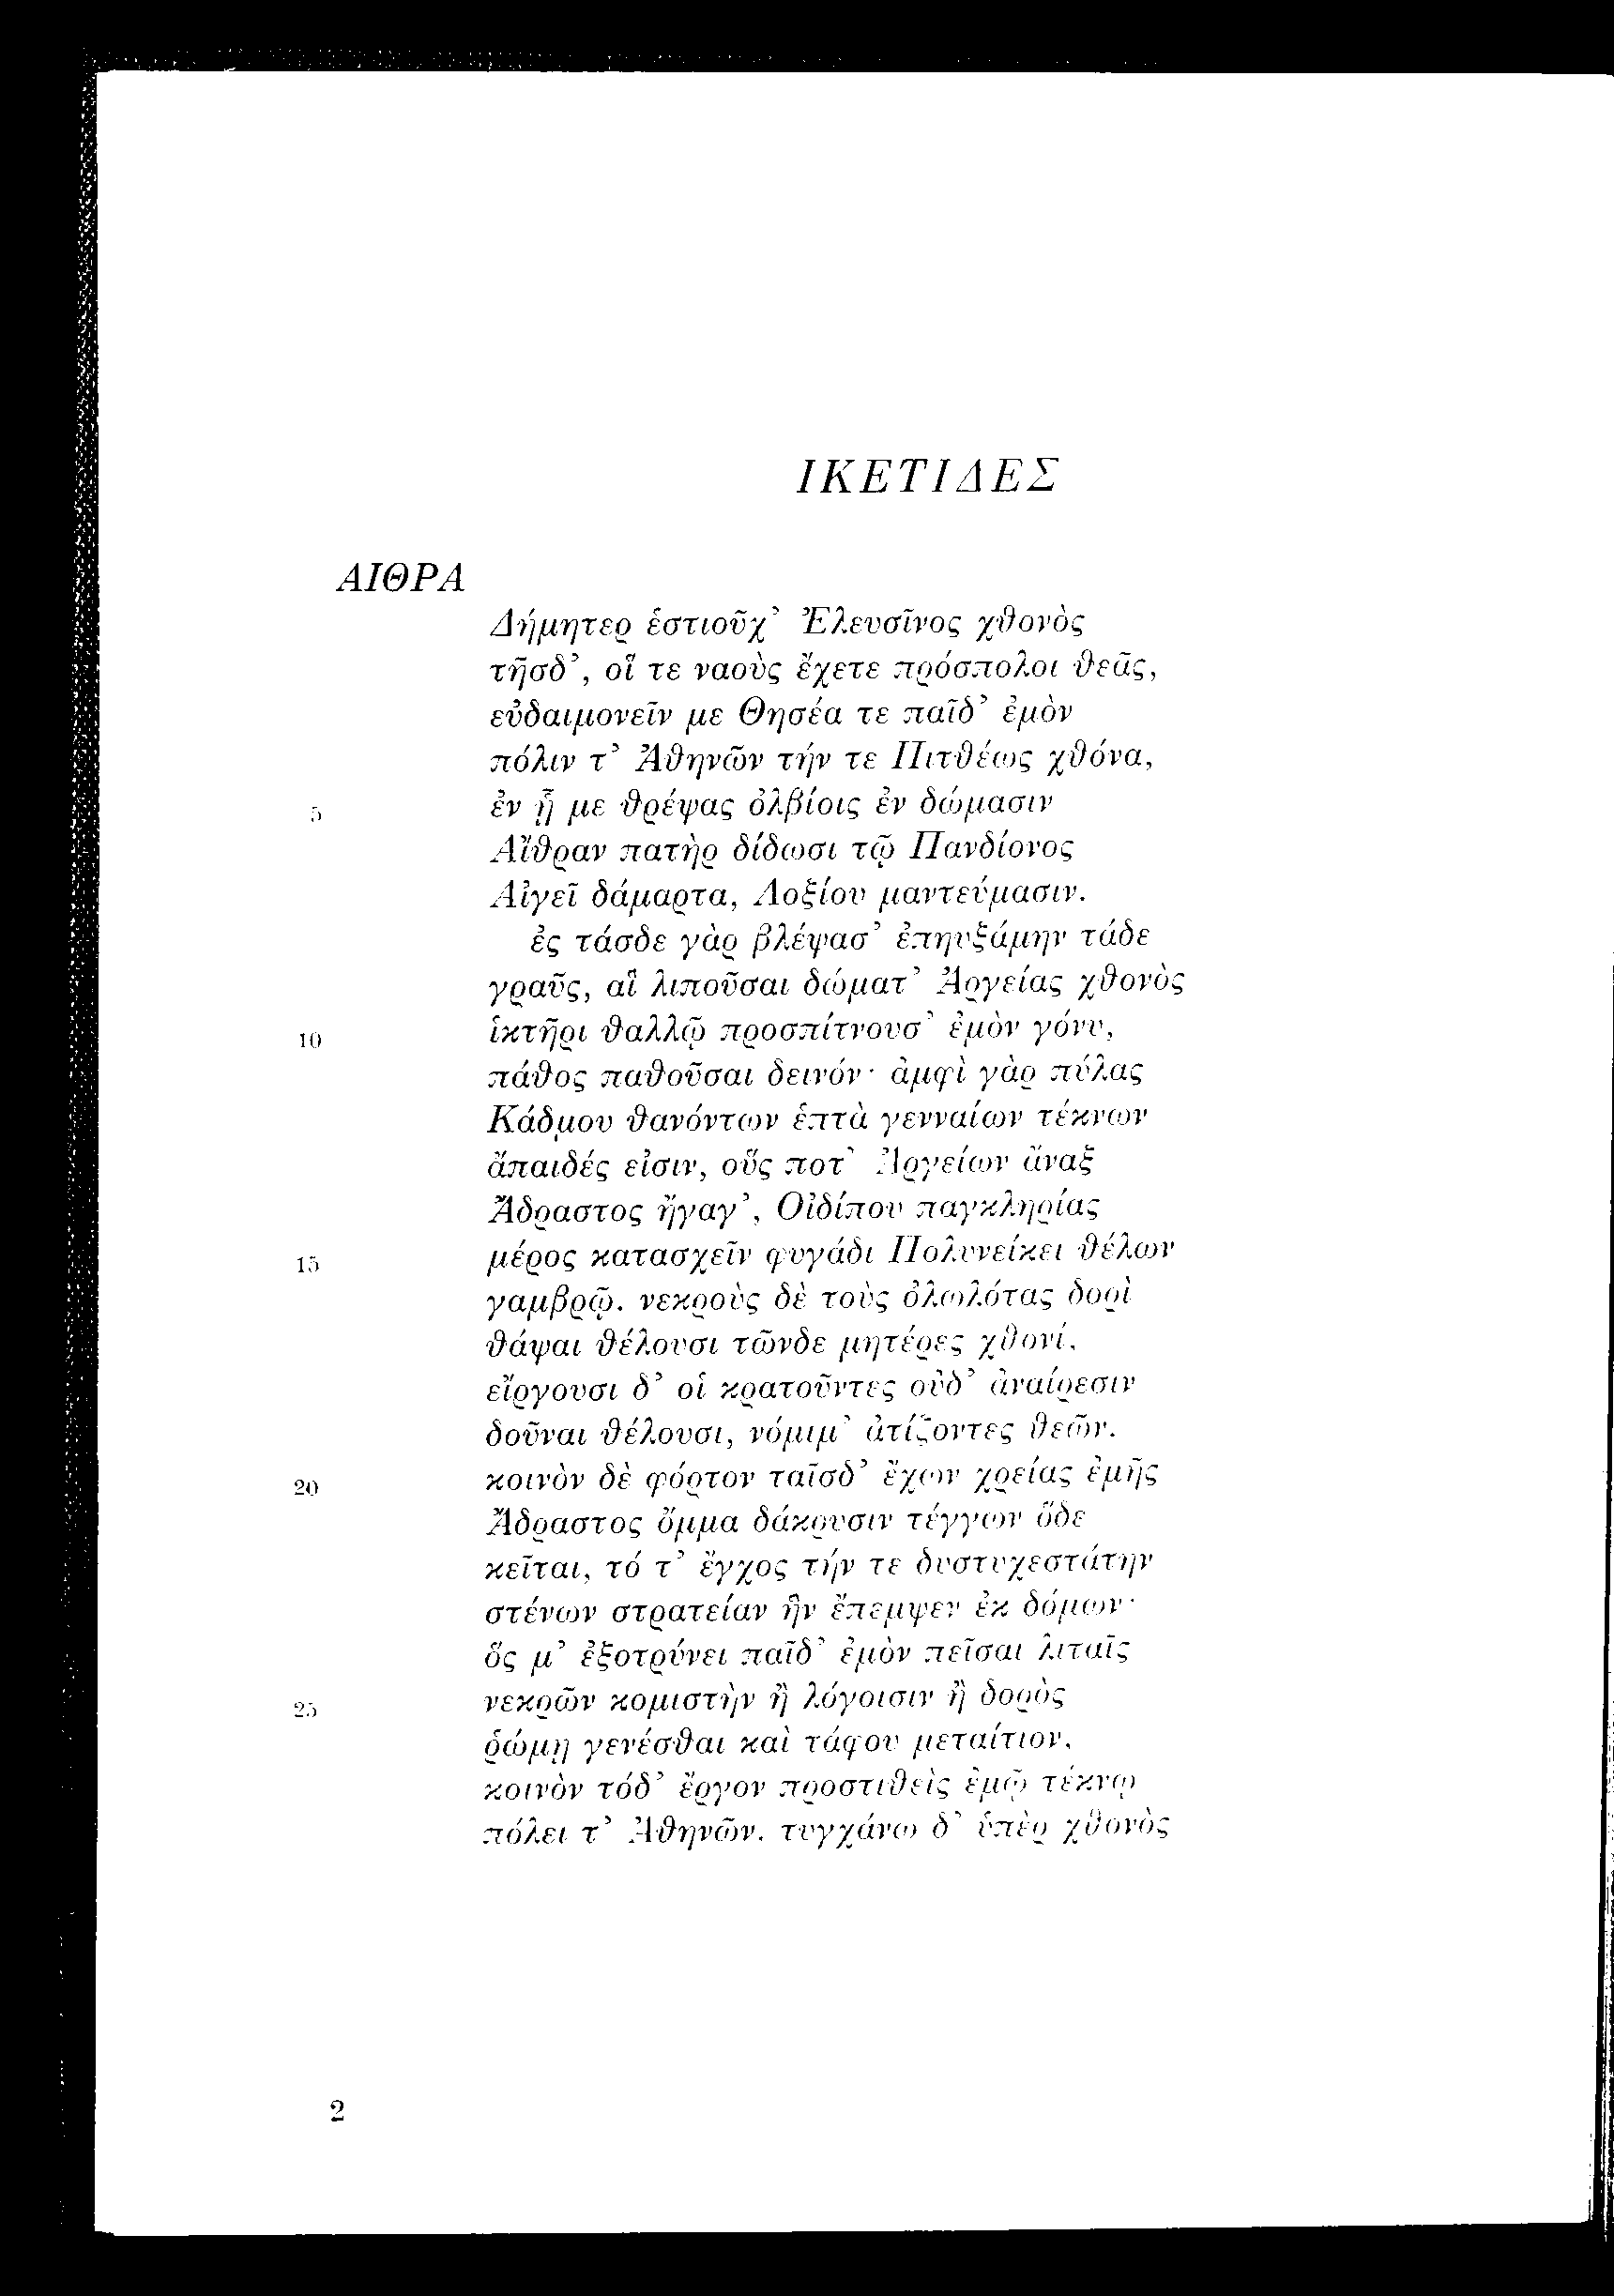 ΙΚΕΤΙΔΕΣ
ΑΙΘΡΑ
Δήμητερ ἑστιοῦχ’ Ἐλευσῖνος χθονὸς
τῆσδ’, οἵ τε ναοὺς ἔχετε πρόσπολοι θεᾶς,
εὐδαιμονεῖν με Θησέα τε παῖδ’ ἐμὸν
πόλιν τ’ Ἀθηνῶν τήν τε Πιτθέως χθόνα,
5 ἐν ᾗ με θρέψας ὀλβίοις ἐν δώμασιν
Αἴθραν πατὴρ δίδωσι τῷ Πανδίονος
Αἰγεῖ δάμαρτα, Λοξίου μαντεύμασιν.
ἐς τάσδε γὰρ βλέψασ’ ἐπηυξάμην τάδε
γραῦς, αἳ λιποῦσαι δώματ’ Ἀργείας χθονὸς
10 ἱκτῆρι θαλλῷ προσπίτνουσ’ ἐμὸν γόνυ,
πάθος παθοῦσαι δεινόν· ἀμφὶ γὰρ πύλας
Κάδμου θανόντων ἑπτὰ γενναίων τέκνων
ἄπαιδές εἰσιν, οὕς ποτ’ Ἀργείων ἄναξ
Ἄδραστος ἤγαγ’, Οἰδίπου παγκληρίας
15 μέρος κατασχεῖν φυγάδι Πολυνείκει θέλων
γαμβρῷ. νεκροὺς δὲ τοὺς ὀλωλότας δορὶ
θάψαι θέλουσι τῶνδε μητέρες χθονί,
εἴργουσι δ’ οἱ κρατοῦντες οὐδ’ ἀναίρεσιν
δοῦναι θέλουσι, νόμιμ’ ἀτίζοντες θεῶν.
20 κοινὸν δὲ φόρτον ταῖσδ’ ἔχων χρείας ἐμῆς
Ἄδραστος ὄμμα δάκρυσιν τέγγων ὅδε
κεῖται, τό τ’ ἔγχος τήν τε δυστυχεστάτην
στένων στρατείαν ἣν ἔπεμψεν ἐκ δόμων·
ὅς μ’ ἐξοτρύνει παῖδ’ ἐμὸν πεῖσαι λιταῖς
25 νεκρῶν κομιστὴν ἢ λόγοισιν ἢ δορὸς
ῥώμῃ γενέσθαι καὶ τάφου μεταίτιον,
κοινὸν τόδ’ ἔργον προστιθεὶς ἐμῷ τέκνῳ
πόλει τ’ Ἀθηνῶν. τυγχάνω δ’ ὑπὲρ χθονὸς
2